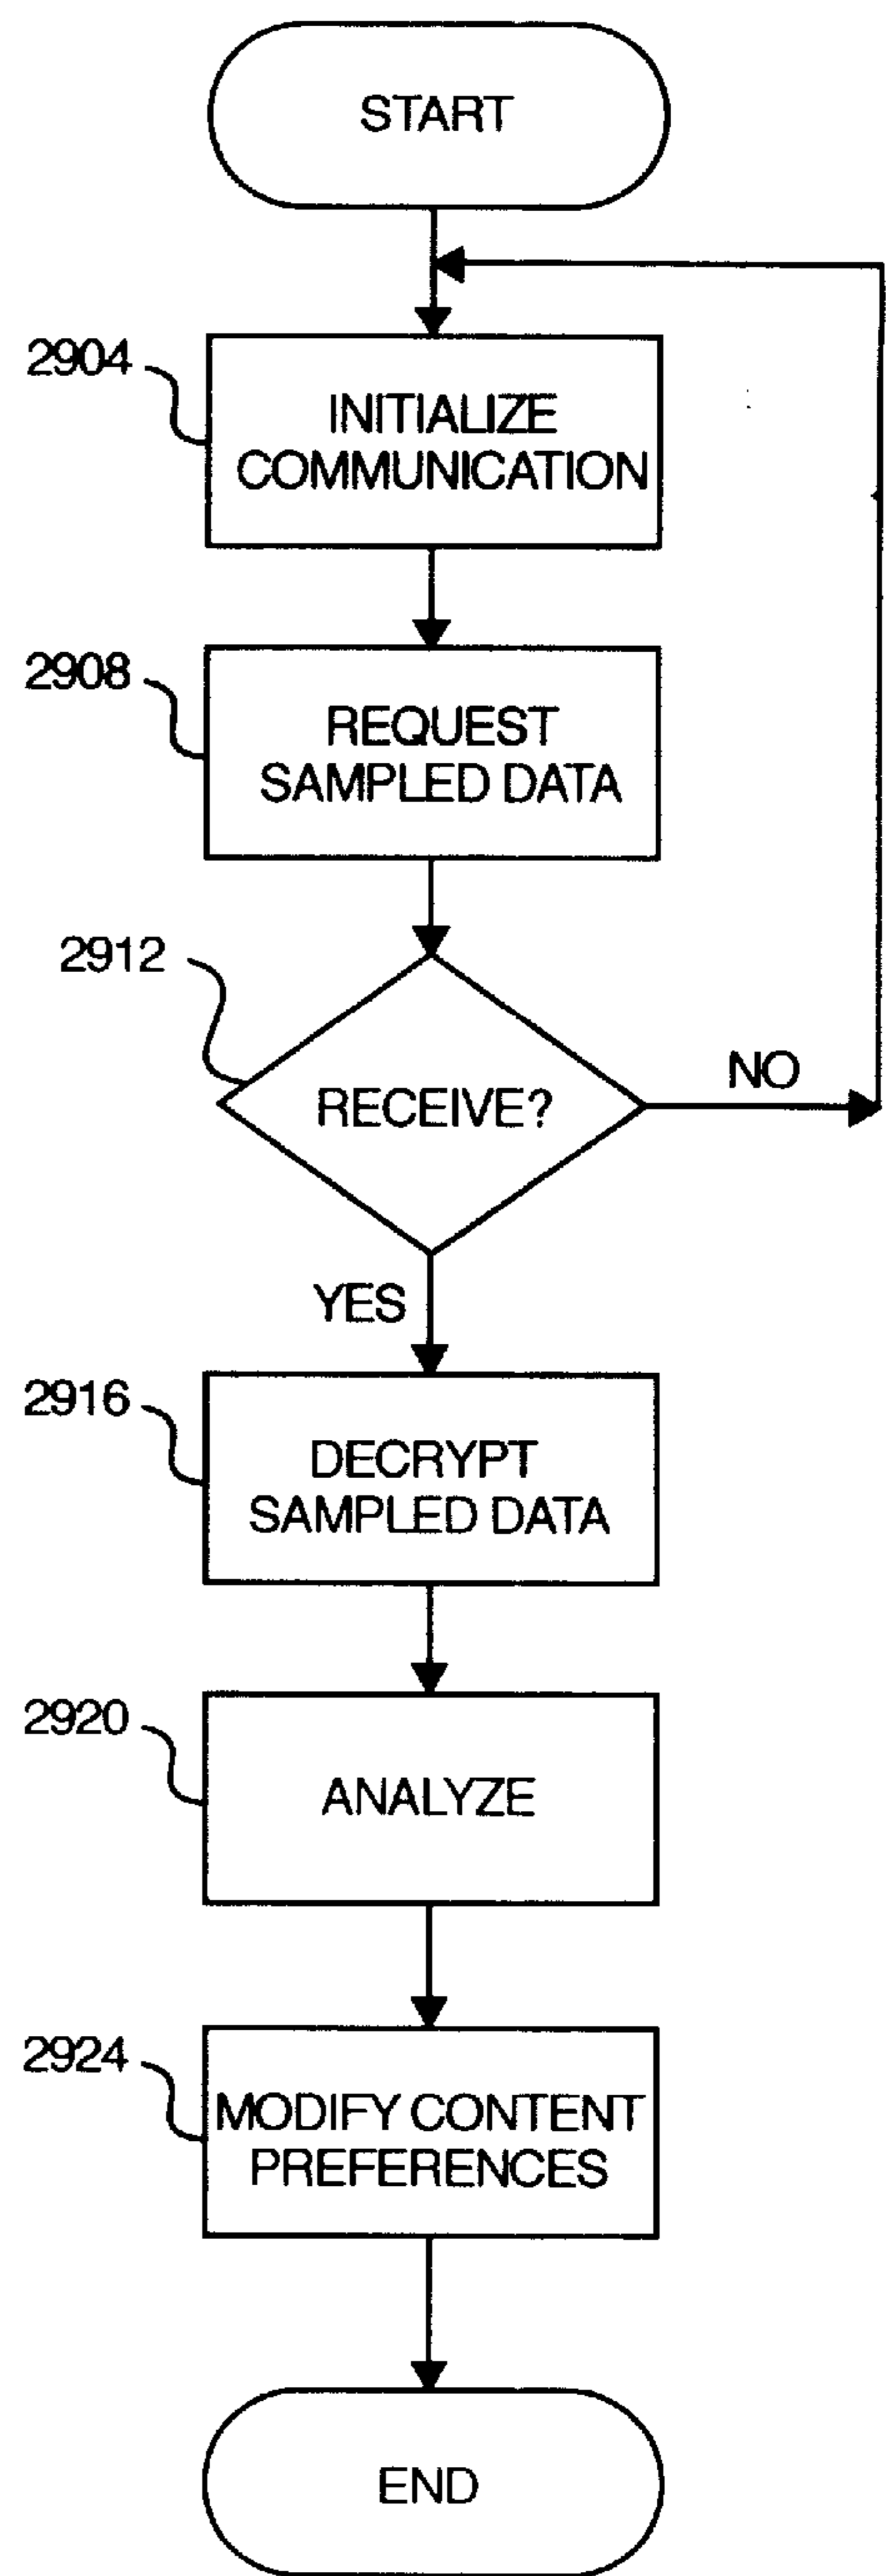 START
2904
INITIALIZE
COMMUNICATION
2908
REQUEST
SAMPLED DATA
2912
RECEIVE?
NO
YES
2916
DECRYPT
SAMPLED DATA
2920
ANALYZE
2924
MODIFY CONTENT
PREFERENCES
END